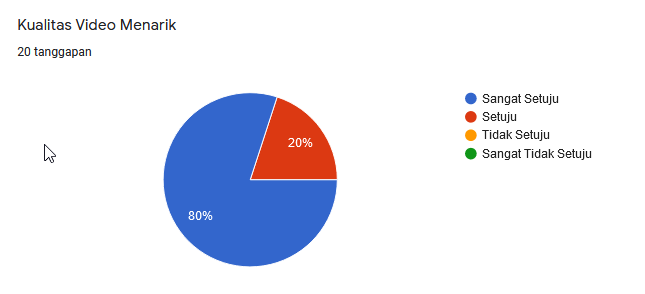 Kualitas Video Menarik
20 tanggapan
Sangat Setuju
Setuju
Tidak Setuju
Sangat Tidak Setuju
20%
80%